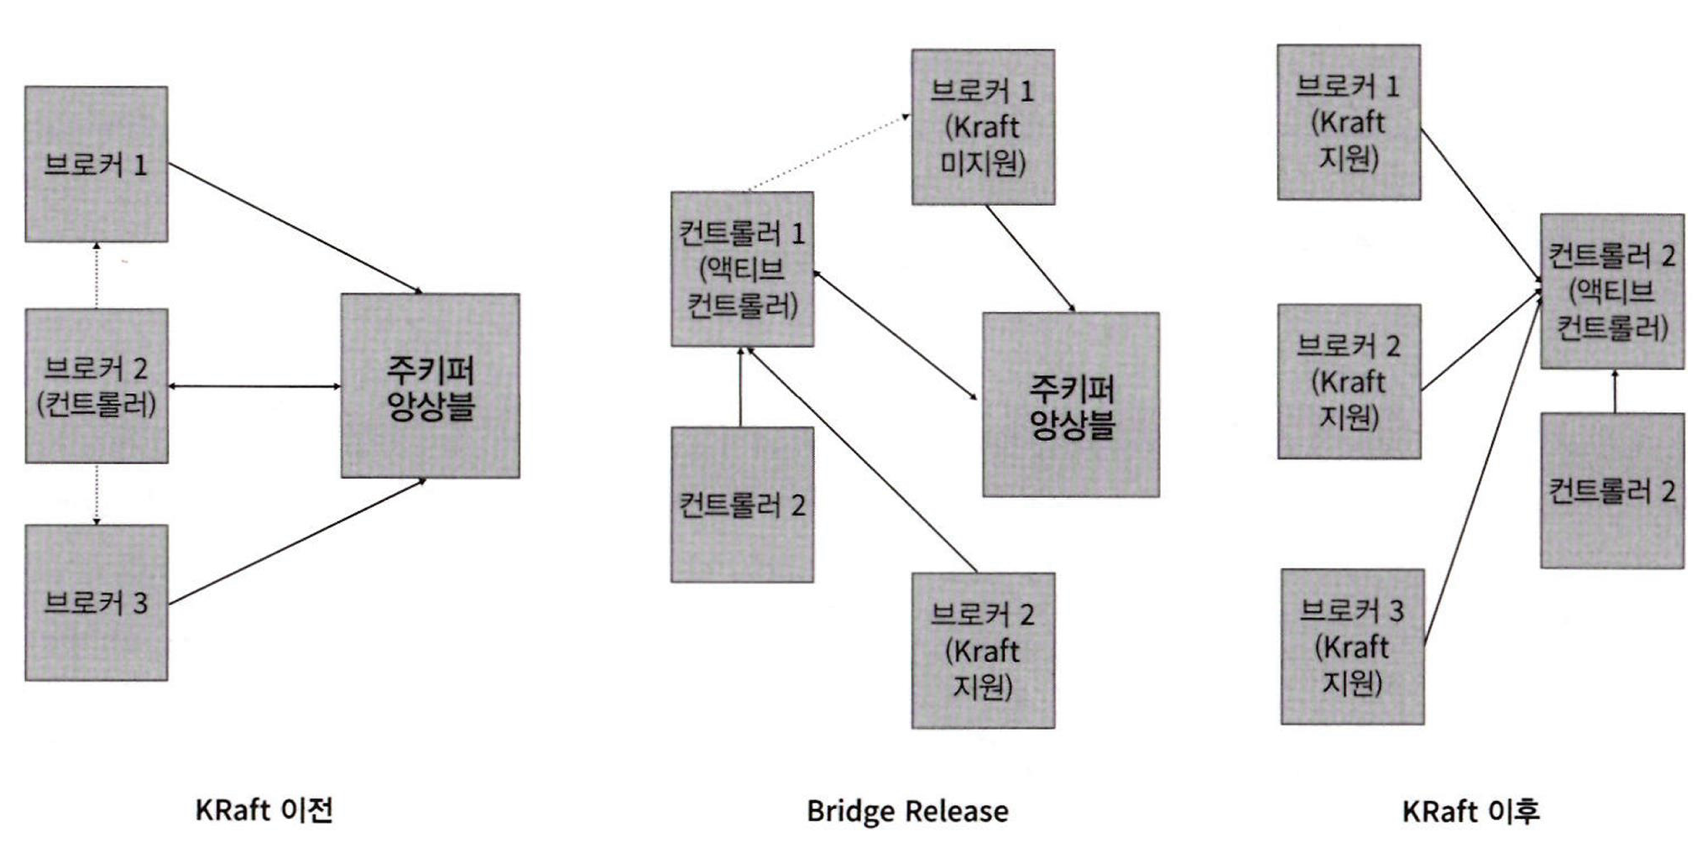 브로커 1
브로커 2
(컨트롤러)
브로커 3
주키퍼
앙상블
KRaft 이전
브로커 1
(Kraft
미지원)
컨트롤러 1
(액티브
컨트롤러)
주키퍼
앙상블
컨트롤러 2
브로커 2
(Kraft
지원)
Bridge Release
브로커 1
(Kraft
지원)
컨트롤러 2
(액티브
컨트롤러)
브로커 2
(Kraft
지원)
컨트롤러 2
브로커 3
(Kraft
지원)
KRaft 이후